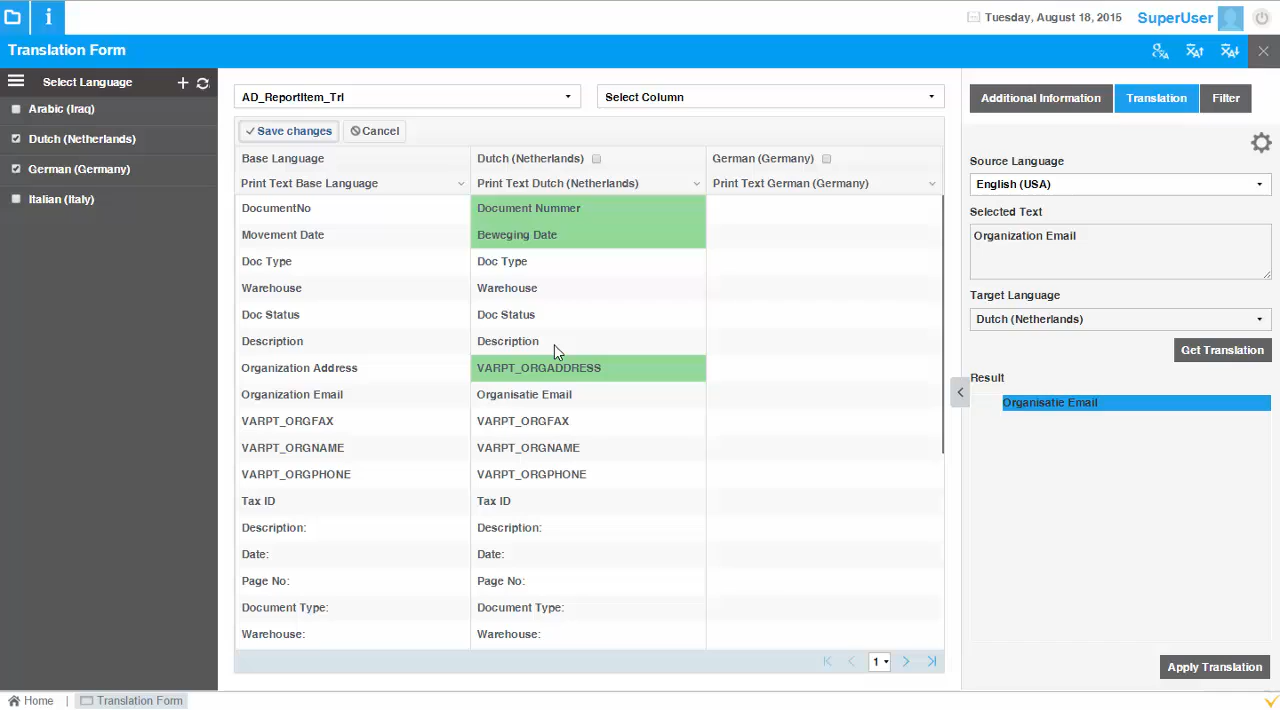 Tuesday, August 18, 2015 SuperUser
Translation Form
Select Language
Arabic (Iraq)
Dutch (Netherlands)
German (Germany)
Italian (Italy)
AD_ReportItem_Trl Select Column
Save changes Cancel
Base Language Dutch (Netherlands) German (Germany)
Print Text Base Language Print Text Dutch (Netherlands) Print Text German (Germany)
DocumentNo Document Nummer
Movement Date Beweging Date
Doc Type Doc Type
Warehouse Warehouse
Doc Status Doc Status
Description Description
Organization Address VARPT_ORGADDRESS
Organization Email Organisatie Email
VARPT_ORGFAX VARPT_ORGFAX
VARPT_ORGNAME VARPT_ORGNAME
VARPT_ORGPHONE VARPT_ORGPHONE
Tax ID Tax ID
Description: Description:
Date: Date:
Page No: Page No:
Document Type: Document Type:
Warehouse: Warehouse:
1
Additional Information Translation Filter
Source Language
English (USA)
Selected Text
Organization Email
Target Language
Dutch (Netherlands)
Get Translation
Result
Organisatie Email
Apply Translation
Home | Translation Form